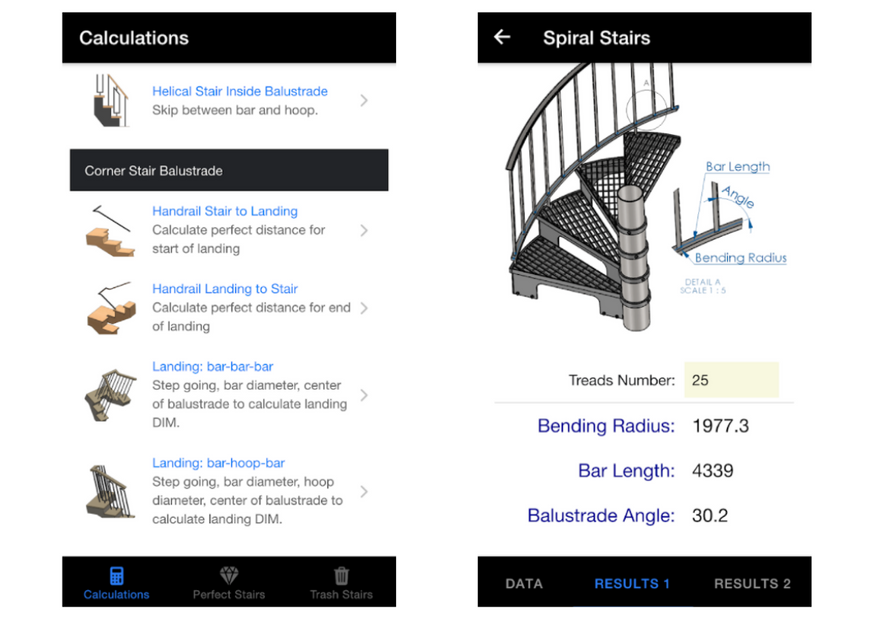 Calculations
Helical Stair Inside Balustrade
Skip between bar and hoop.
Corner Stair Balustrade
Handrail Stair to Landing
Calculate perfect distance for
start of landing
Handrail Landing to Stair
Calculate perfect distance for end
of landing
Landing: bar-bar-bar
Step going, bar diameter, center
of balustrade to calculate landing
DIM.
Landing: bar-hoop-bar
Step going, bar diameter, hoop
diameter, center of balustrade to
calculate landing DIM.
Calculations Perfect Stairs Trash Stairs
Spiral Stairs
A
Bar Length
Angle
Bending Radius
DETAIL A
SCALE 1 : 5
Treads Number: 25
Bending Radius: 1977.3
Bar Length: 4339
Balustrade Angle: 30.2
DATA RESULTS 1 RESULTS 2